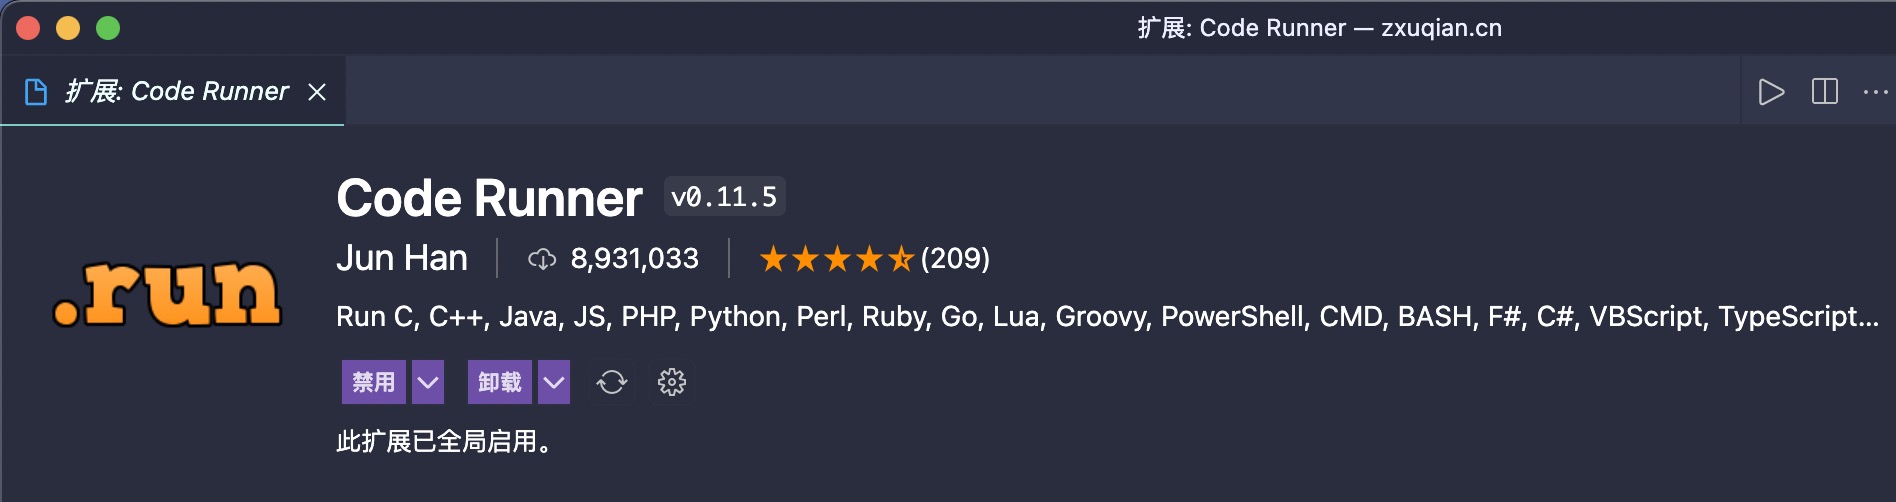 扩展: Code Runner — zxuqian.cn
扩展: Code Runner
Code Runner v0.11.5
.run
Jun Han 8,931,033 (209)
Run C, C++, Java, JS, PHP, Python, Perl, Ruby, Go, Lua, Groovy, PowerShell, CMD, BASH, F#, C#, VBScript, TypeScript...
禁用 卸载
此扩展已全局启用。